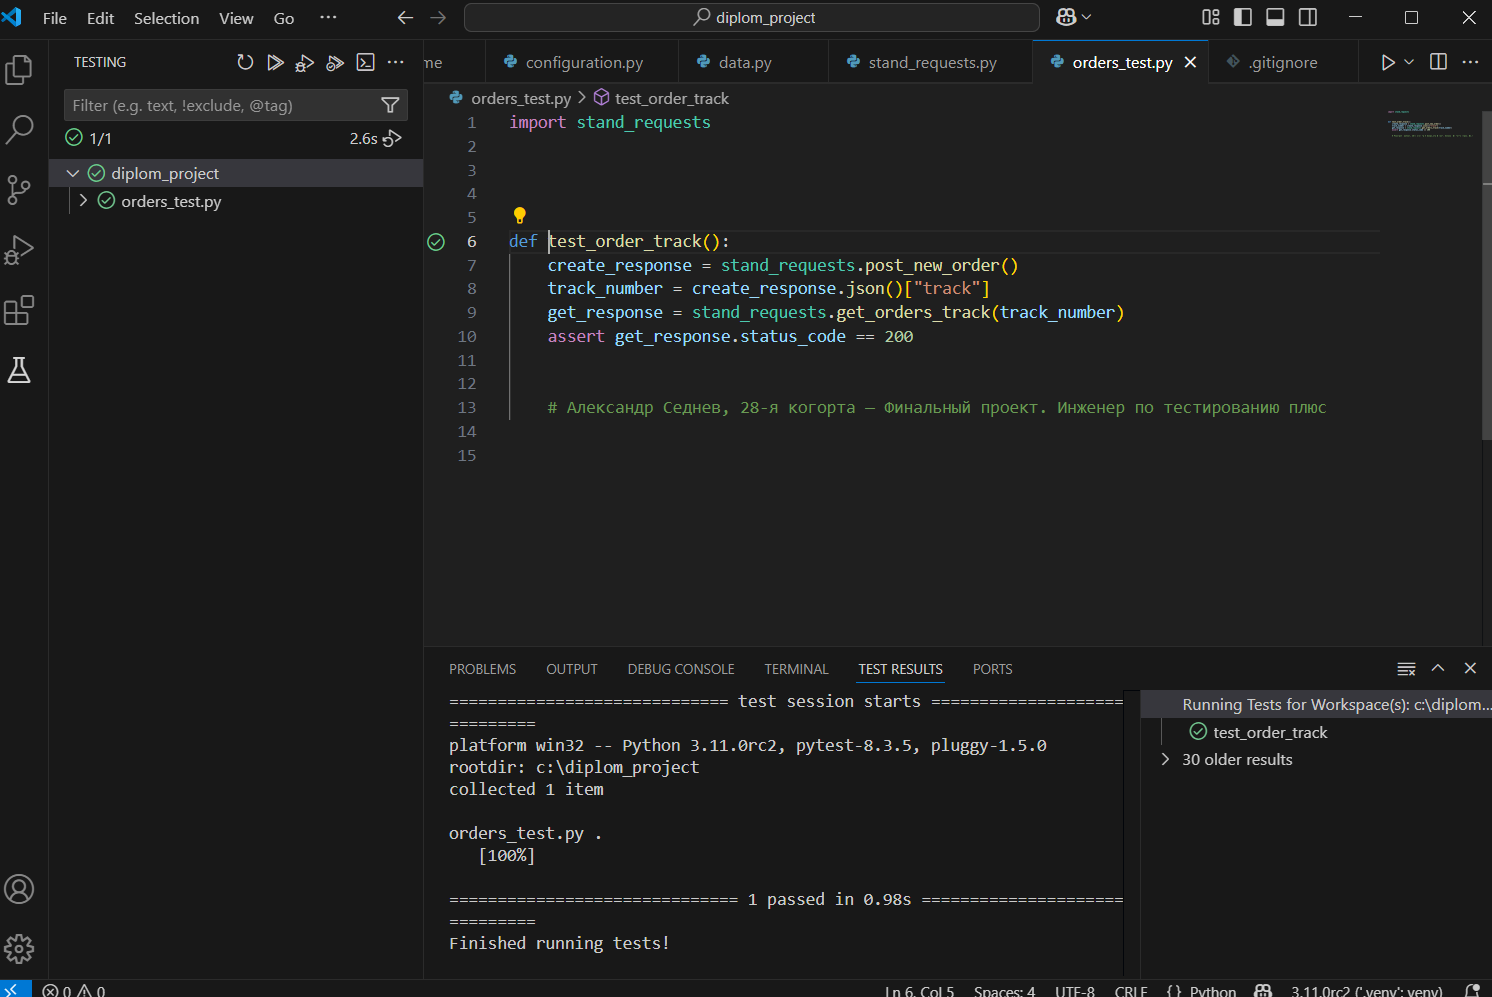 File Edit Selection View Go ··· diplom_project
TESTING
me configuration.py data.py stand_requests.py orders_test.py .gitignore
Filter (e.g. text, !exclude, @tag)
1/1 2.6s
diplom_project
orders_test.py
orders_test.py > test_order_track
1 import stand_requests
2
3
4
5
6 def test_order_track():
7 create_response = stand_requests.post_new_order()
8 track_number = create_response.json()["track"]
9 get_response = stand_requests.get_orders_track(track_number)
10 assert get_response.status_code == 200
11
12
13 # Александр Седнев, 28-я когорта — Финальный проект. Инженер по тестированию плюс
14
15
PROBLEMS OUTPUT DEBUG CONSOLE TERMINAL TEST RESULTS PORTS
============================= test session starts ====================
=========
platform win32 -- Python 3.11.0rc2, pytest-8.3.5, pluggy-1.5.0
rootdir: c:\diplom_project
collected 1 item
orders_test.py .
[100%]
============================== 1 passed in 0.98s =====================
=========
Finished running tests!
Running Tests for Workspace(s): c:\diplom...
test_order_track
30 older results
0 0 Ln 6, Col 5 Spaces: 4 UTF-8 CRLF {} Python 3.11.0rc2 ('.venv': venv)